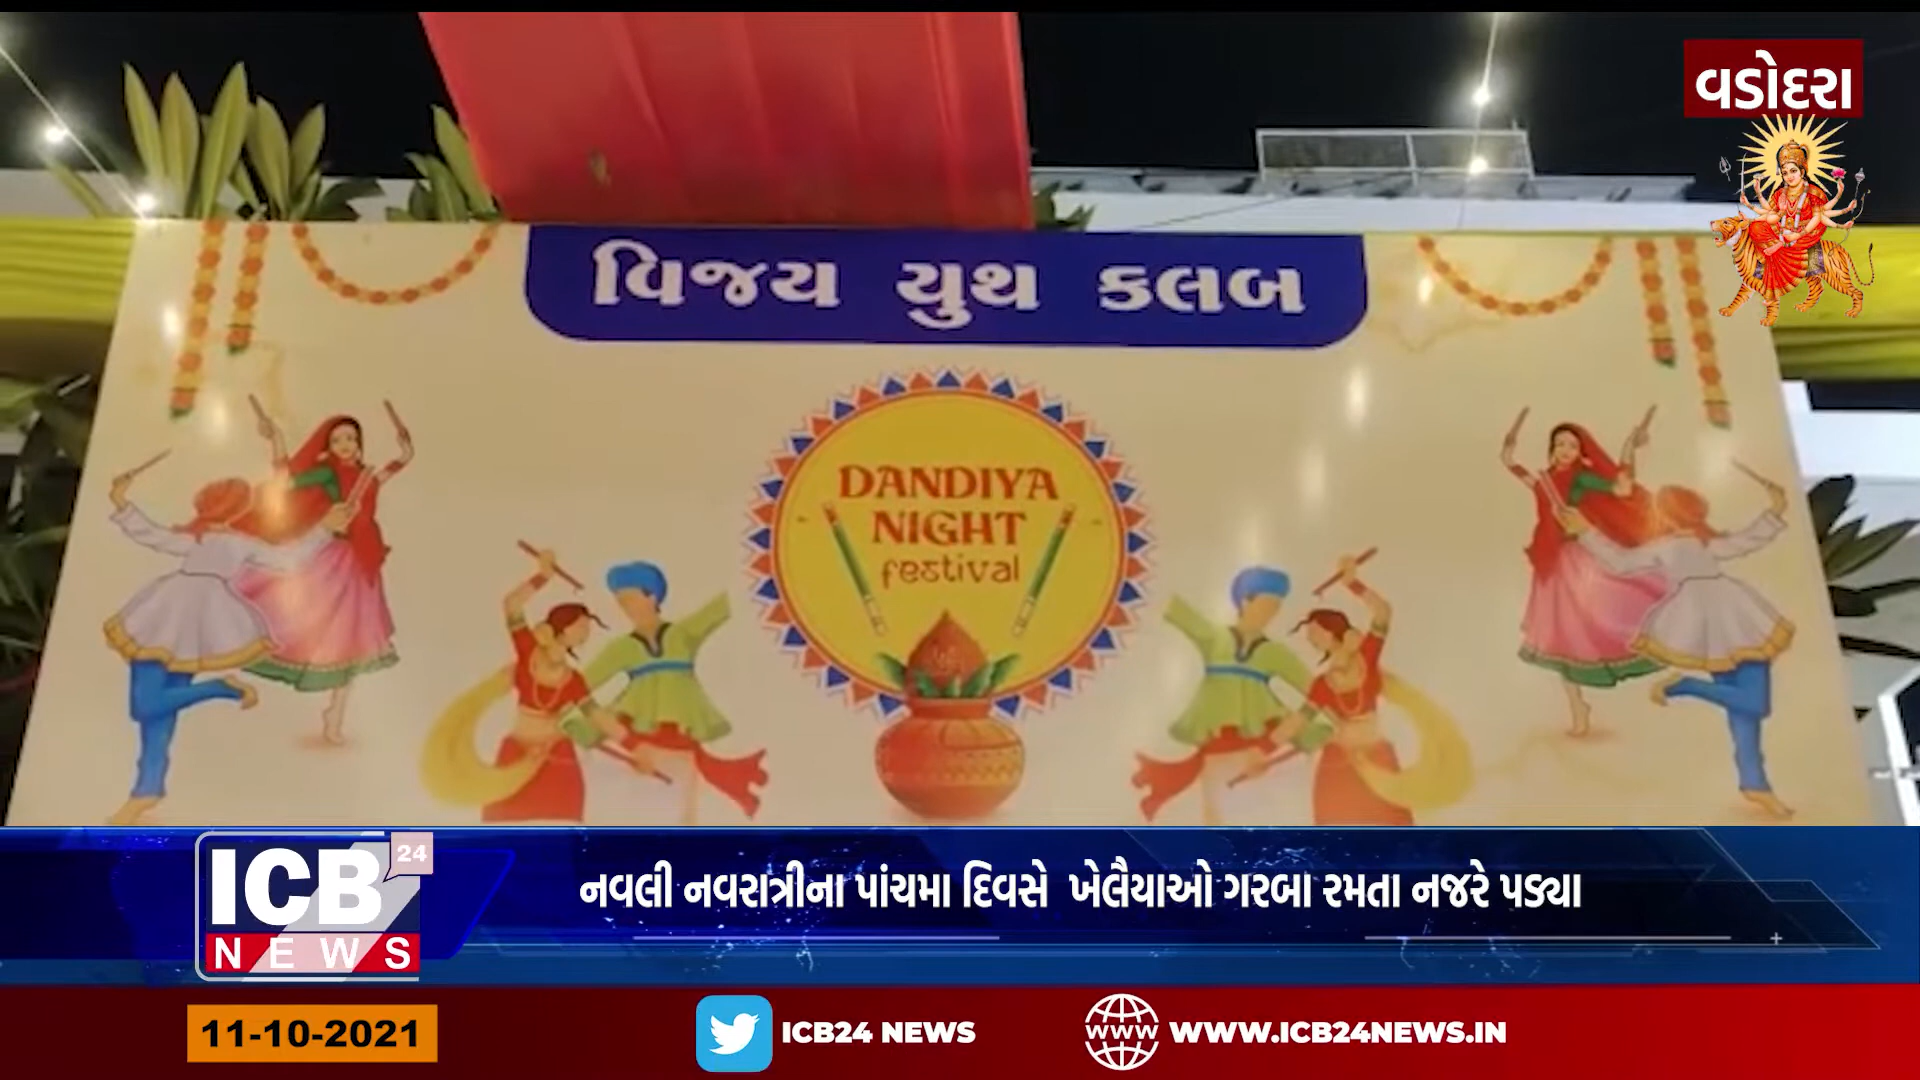 વડોદરા
વિજય યુથ કલબ
DANDIYA
NIGHT
festival
ICB 24
NEWS
નવલી નવરાત્રીના પાંચમા દિવસે ખેલૈયાઓ ગરબા રમતા નજરે પડ્યા
11-10-2021
ICB24 NEWS
WWW
WWW.ICB24NEWS.IN